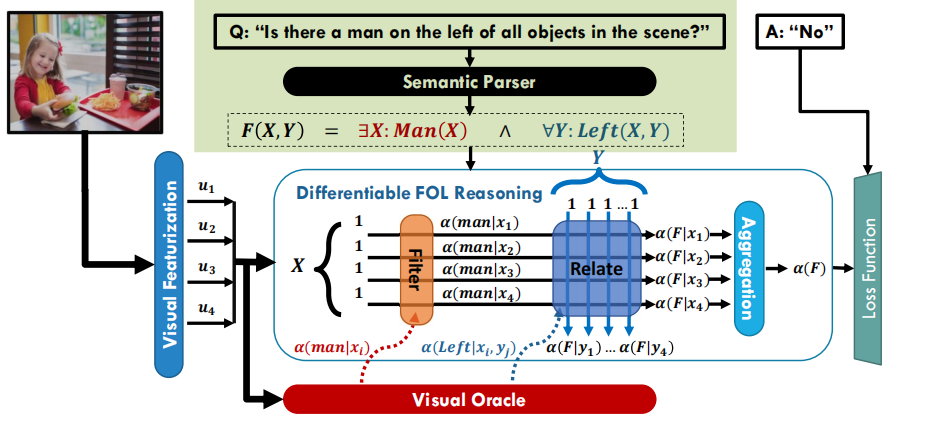 Q: “Is there a man on the left of all objects in the scene?”
A: “No”
Semantic Parser
F(X,Y) = ∃X: Man(X) ∧ ∀Y: Left(X, Y)
Y
Differentiable FOL Reasoning
1 1 1 ... 1
u₁
u₂
u₃
u₄
Visual Featurization
X
1
1
1
1
Filter
α(man|x₁)
α(man|x₂)
α(man|x₃)
α(man|x₄)
Relate
α(F|x₁)
α(F|x₂)
α(F|x₃)
α(F|x₄)
Aggregation
α(F)
Loss Function
α(man|xᵢ)
α(Left|xᵢ, yⱼ)
α(F|y₁) ... α(F|y₄)
Visual Oracle